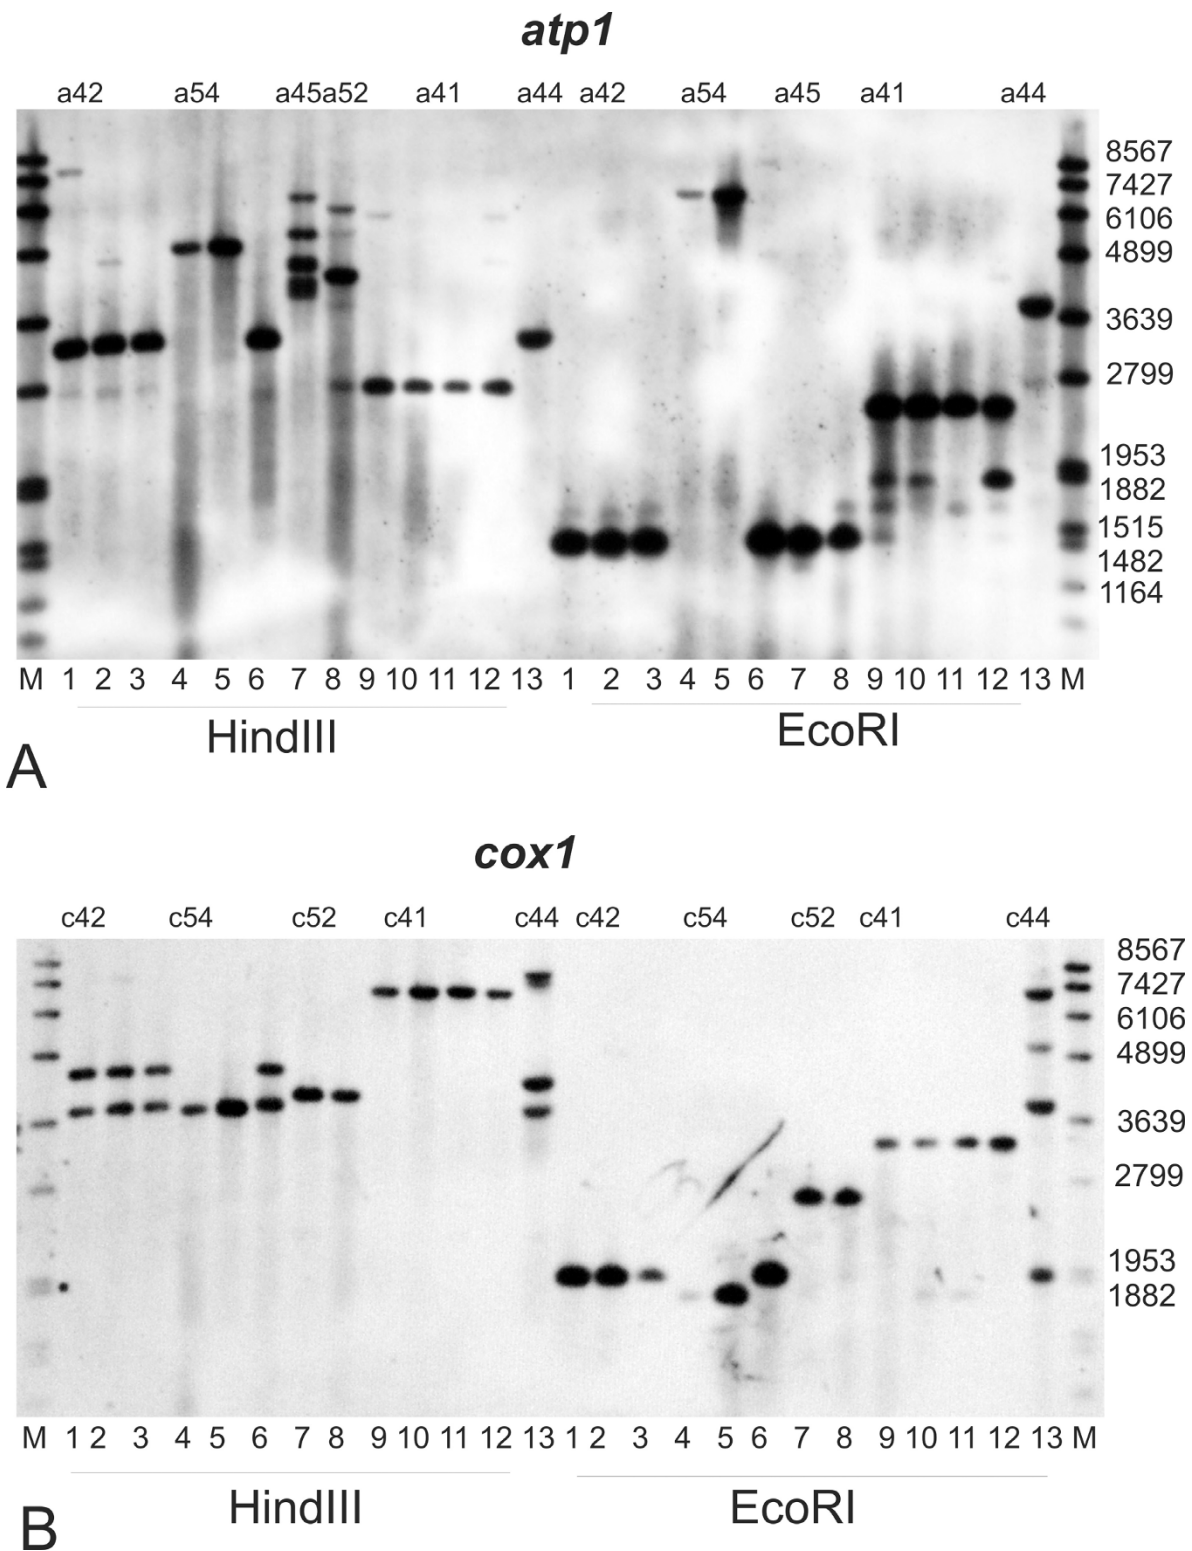 atp1
a42 a54 a45a52 a41 a44 a42 a54 a45 a41 a44
8567
7427
6106
4899
3639
2799
1953
1882
1515
1482
1164
M 1 2 3 4 5 6 7 8 9 10 11 12 13 1 2 3 4 5 6 7 8 9 10 11 12 13 M
HindIII EcoRI
A
cox1
c42 c54 c52 c41 c44 c42 c54 c52 c41 c44
8567
7427
6106
4899
3639
2799
1953
1882
M 1 2 3 4 5 6 7 8 9 10 11 12 13 1 2 3 4 5 6 7 8 9 10 11 12 13 M
HindIII EcoRI
B